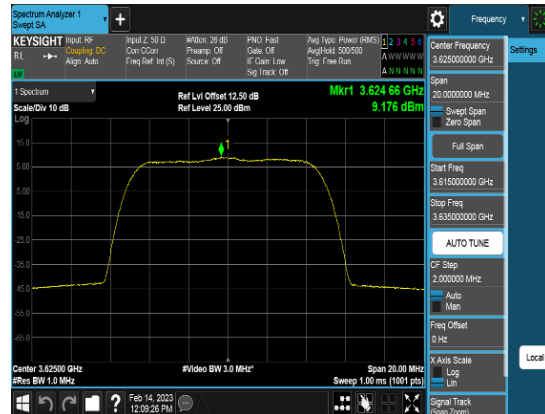 Spectrum Analyzer 1
Swept SA
+
Frequency
KEYSIGHT
Input: RF
Coupling: DC
Align: Auto
Input Z: 50 Ω
Corr CCorr
Freq Ref: Int (S)
#Atten: 26 dB
Preamp: Off
Source: Off
PNO: Fast
Gate: Off
IF Gain: Low
Sig Track: Off
Avg Type: Power (RMS)
Avg|Hold: 500/500
Trig: Free Run
1 2 3 4 5 6
A W W W W W
A N N N N N
RL
LXI
1 Spectrum
Scale/Div 10 dB
Ref Lvl Offset 12.50 dB
Ref Level 25.00 dBm
Mkr1 3.624 66 GHz
9.176 dBm
Log
15.0
5.00
-5.00
-15.0
-25.0
-35.0
-45.0
-55.0
-65.0
1
Center 3.62500 GHz
#Res BW 1.0 MHz
#Video BW 3.0 MHz*
Span 20.00 MHz
Sweep 1.00 ms (1001 pts)
Feb 14, 2023
12:09:26 PM
?
Center Frequency
3.625000000 GHz
Settings
Span
20.0000000 MHz
Swept Span
Zero Span
Full Span
Start Freq
3.615000000 GHz
Stop Freq
3.635000000 GHz
AUTO TUNE
CF Step
2.000000 MHz
Auto
Man
Freq Offset
0 Hz
X Axis Scale
Log
Lin
Local
Signal Track
(Span Zoom)